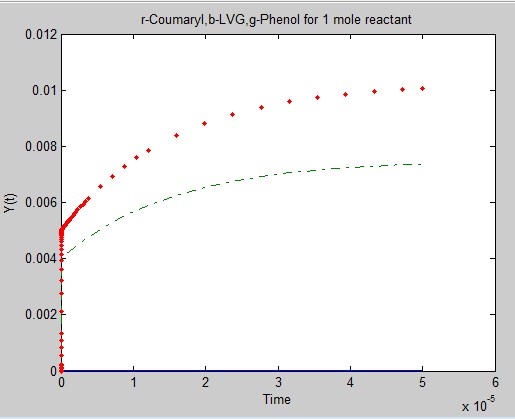 r-Coumaryl,b-LVG,g-Phenol for 1 mole reactant
0.012
0.01
0.008
0.006
0.004
0.002
0
Y(t)
0 1 2 3 4 5 6
Time
x 10^-5